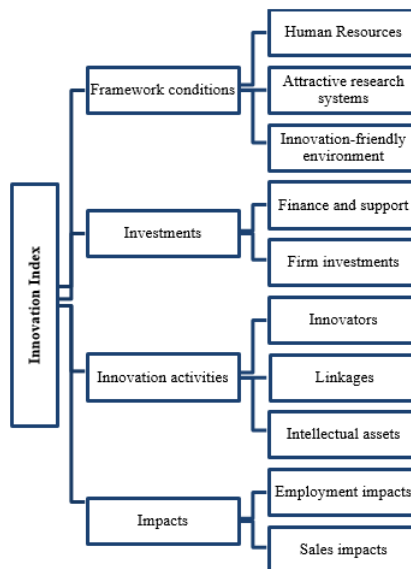 Innovation Index
Framework conditions
Human Resources
Attractive research
systems
Innovation-friendly
environment
Investments
Finance and support
Firm investments
Innovation activities
Innovators
Linkages
Intellectual assets
Impacts
Employment impacts
Sales impacts